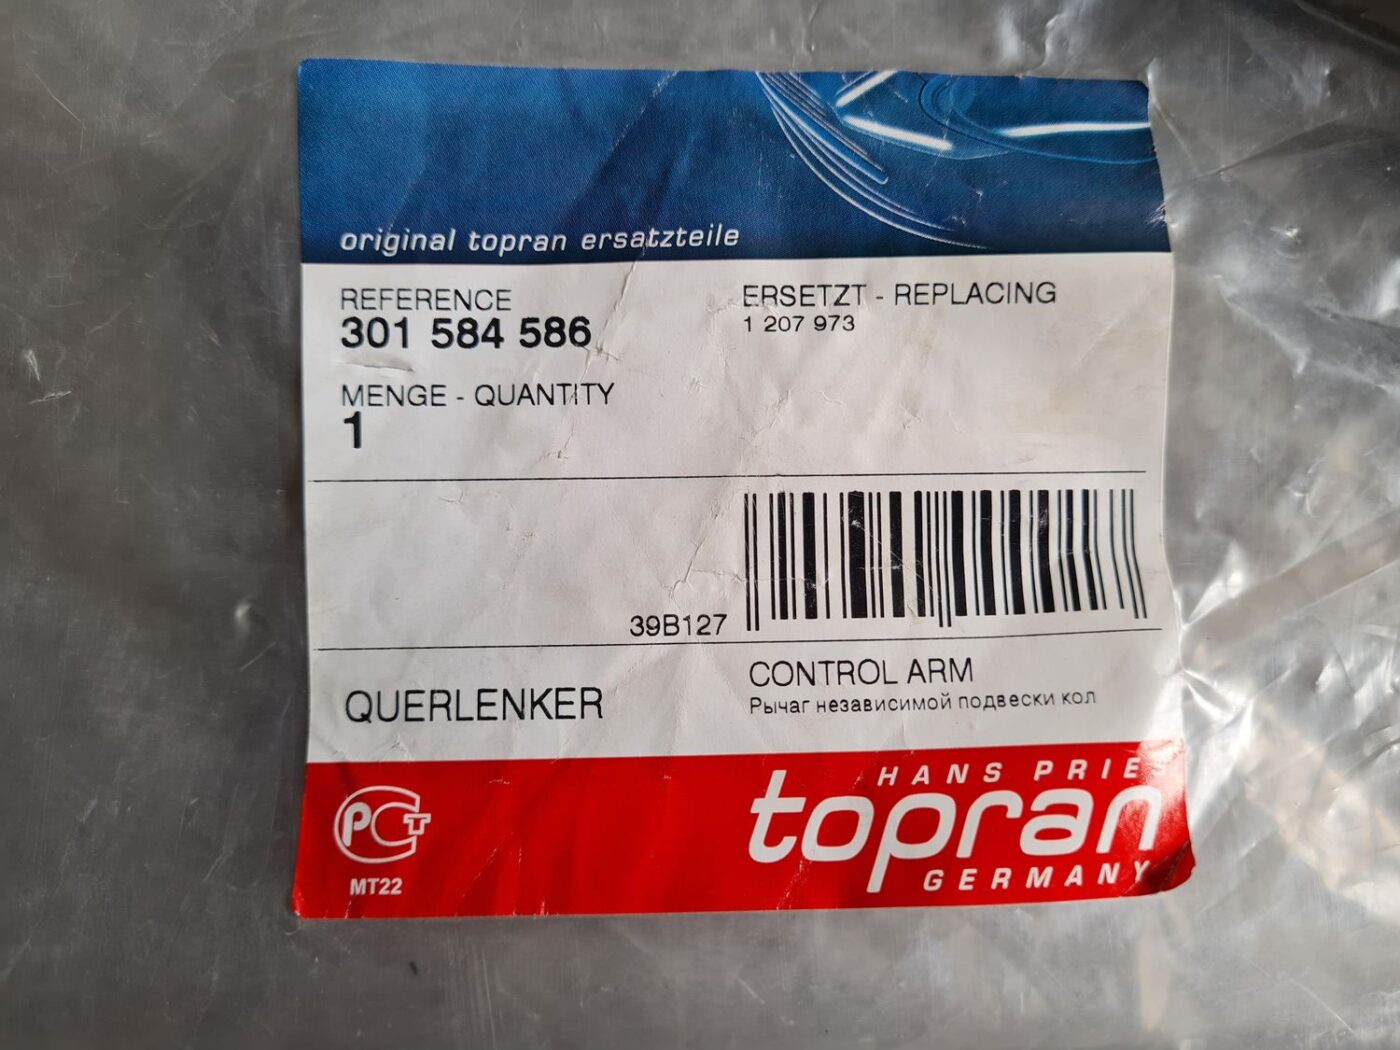 original topran ersatzteile
REFERENCE
301 584 586
ERSETZT - REPLACING
1 207 973
MENGE - QUANTITY
1
39B127
QUERLENKER
CONTROL ARM
Рычаг независимой подвески кол
РСТ
MT22
HANS PRIE
topran
GERMANY